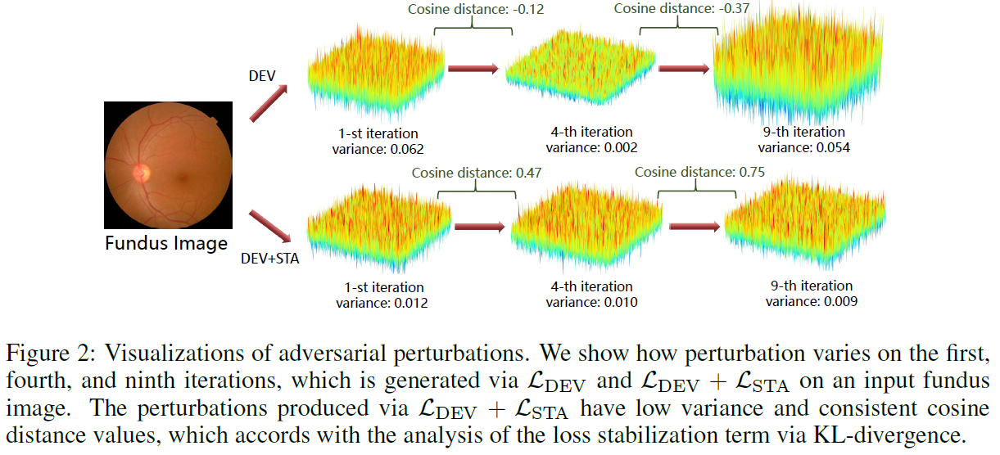 Cosine distance: -0.12
Cosine distance: -0.37
DEV
1-st iteration
variance: 0.062
4-th iteration
variance: 0.002
9-th iteration
variance: 0.054
Cosine distance: 0.47
Cosine distance: 0.75
Fundus Image
DEV+STA
1-st iteration
variance: 0.012
4-th iteration
variance: 0.010
9-th iteration
variance: 0.009
Figure 2: Visualizations of adversarial perturbations. We show how perturbation varies on the first,
fourth, and ninth iterations, which is generated via ℒ_DEV and ℒ_DEV + ℒ_STA on an input fundus
image. The perturbations produced via ℒ_DEV + ℒ_STA have low variance and consistent cosine
distance values, which accords with the analysis of the loss stabilization term via KL-divergence.